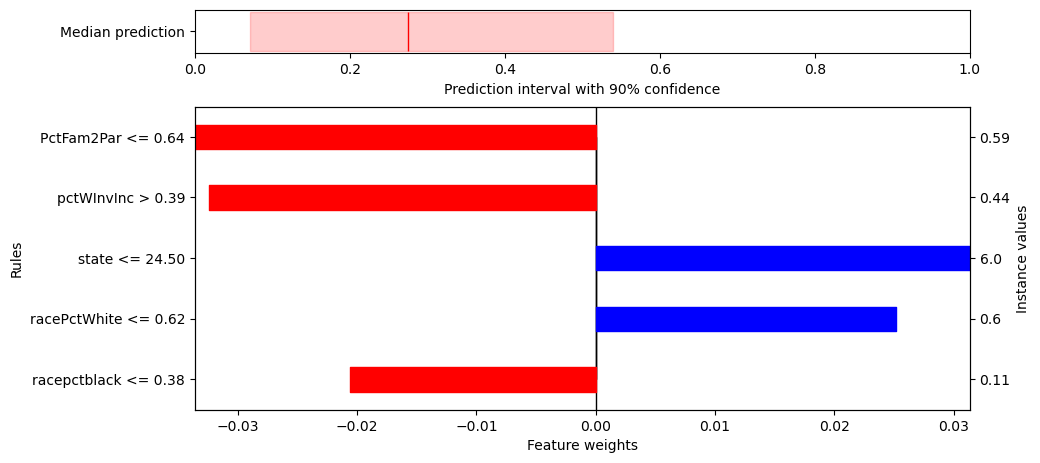 Median prediction
0.0 0.2 0.4 0.6 0.8 1.0
Prediction interval with 90% confidence
Rules
PctFam2Par <= 0.64 0.59
pctWInvInc > 0.39 0.44
state <= 24.50 6.0
racePctWhite <= 0.62 0.6
racepctblack <= 0.38 0.11
Instance values
−0.03 −0.02 −0.01 0.00 0.01 0.02 0.03
Feature weights